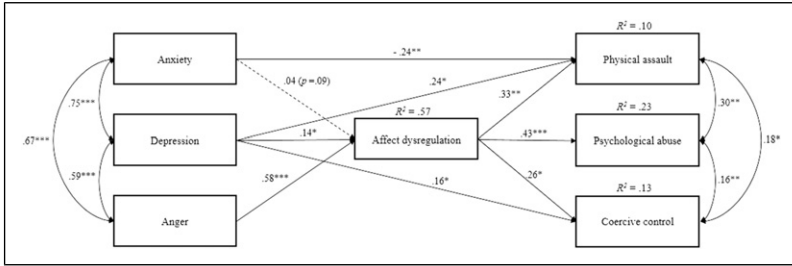 R² = .10
Anxiety
- .24**
Physical assault
.04 (p =.09)
.24*
.75***
.33**
R² = .57
R² = .23
.30**
.67***
Depression
.14*
Affect dysregulation
.43***
Psychological abuse
.18*
.59***
.58***
.16*
.26*
R² = .13
.16**
Anger
Coercive control